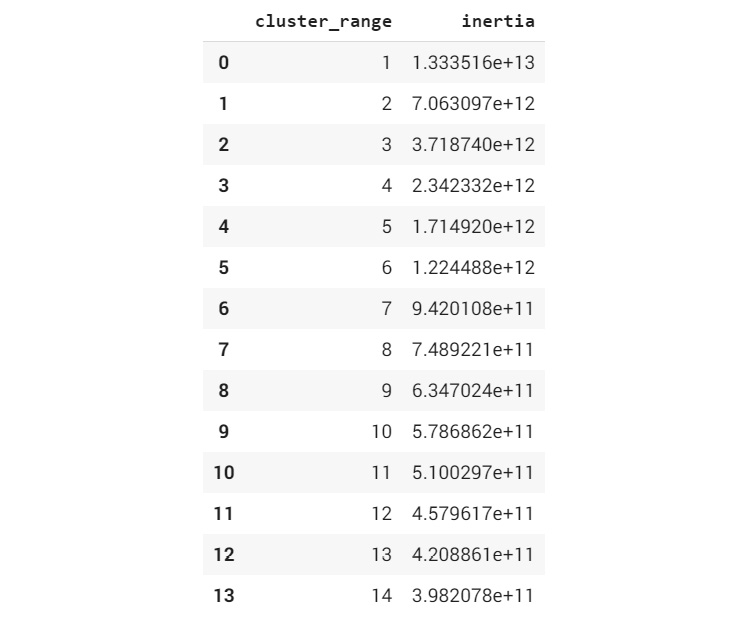 cluster_range inertia
0 1 1.333516e+13
1 2 7.063097e+12
2 3 3.718740e+12
3 4 2.342332e+12
4 5 1.714920e+12
5 6 1.224488e+12
6 7 9.420108e+11
7 8 7.489221e+11
8 9 6.347024e+11
9 10 5.786862e+11
10 11 5.100297e+11
11 12 4.579617e+11
12 13 4.208861e+11
13 14 3.982078e+11